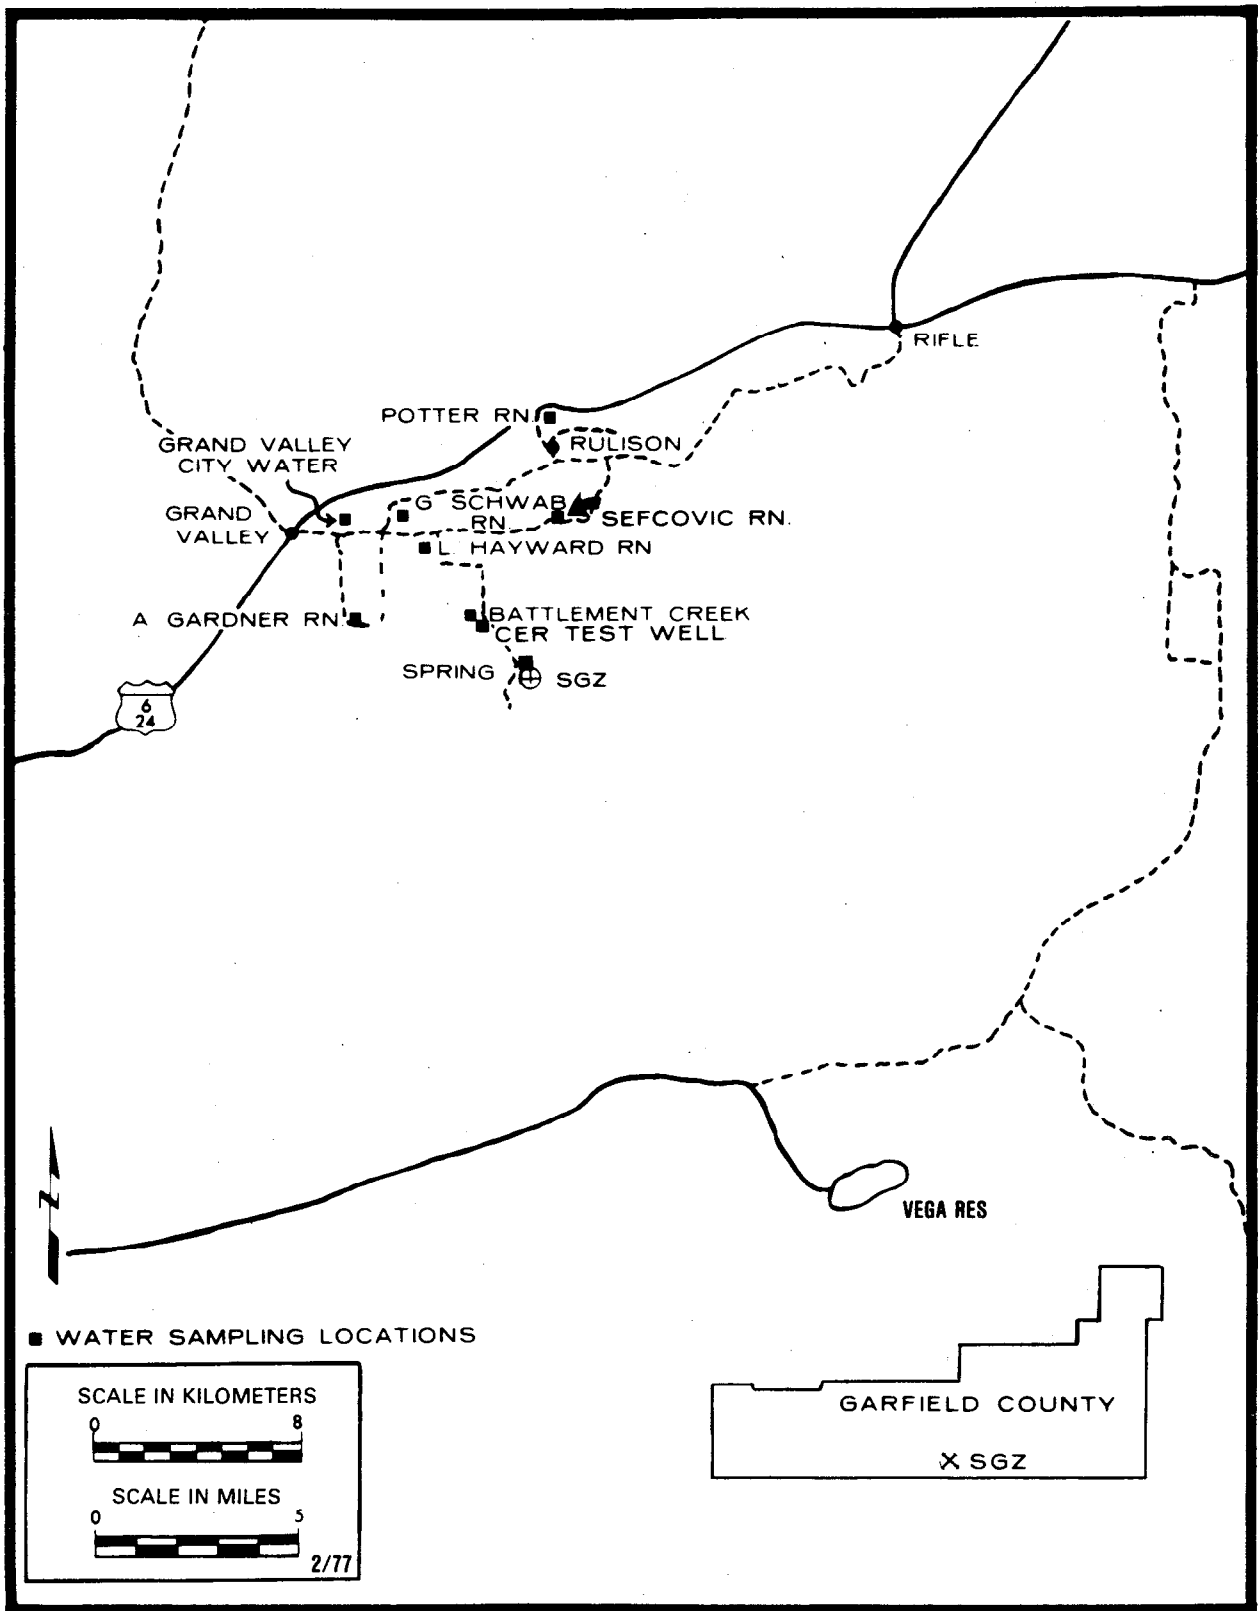 RIFLE
POTTER RN.
RULISON
GRAND VALLEY
CITY WATER
G SCHWAB
RN.
S SEFCOVIC RN.
GRAND
VALLEY
L. HAYWARD RN
A GARDNER RN.
BATTLEMENT CREEK
CER TEST WELL
SPRING
SGZ
6
24
N
VEGA RES
WATER SAMPLING LOCATIONS
SCALE IN KILOMETERS
0 8
SCALE IN MILES
0 5
2/77
GARFIELD COUNTY
SGZ